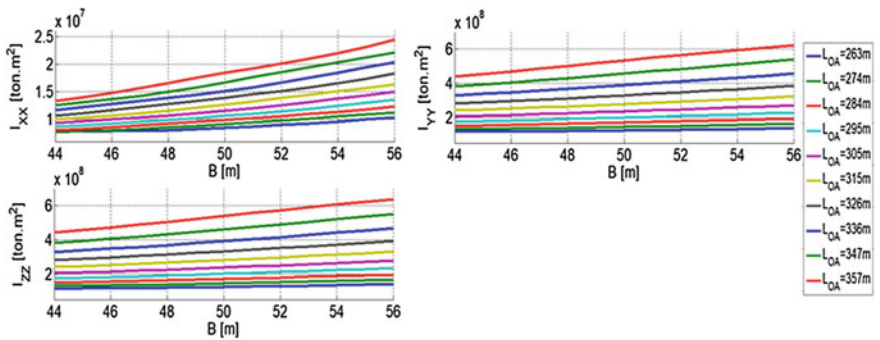 x 10^7
2.5
2
1.5
1
I_XX [ton.m²]
44 46 48 50 52 54 56
B [m]
x 10^8
6
4
2
I_YY [ton.m²]
44 46 48 50 52 54 56
B [m]
x 10^8
6
4
2
I_ZZ [ton.m²]
44 46 48 50 52 54 56
B [m]
L_OA=263m
L_OA=274m
L_OA=284m
L_OA=295m
L_OA=305m
L_OA=315m
L_OA=326m
L_OA=336m
L_OA=347m
L_OA=357m